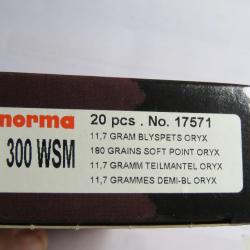 norma
20 pcs . No. 17571
300 WSM
11,7 GRAM BLYSPETS ORYX
180 GRAINS SOFT POINT ORYX
11,7 GRAMM TEILMANTEL ORYX
11,7 GRAMMES DEMI-BL ORYX